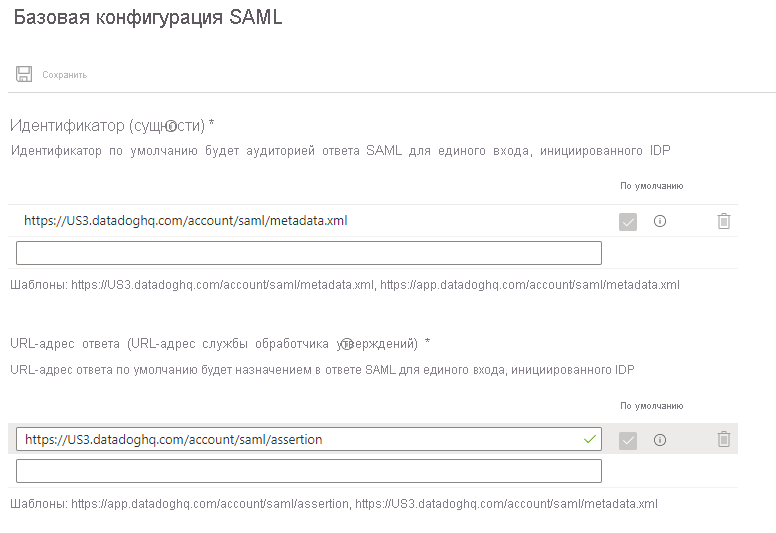 Базовая конфигурация SAML
Сохранить
Идентификатор (сущности) *
Идентификатор по умолчанию будет аудиторией ответа SAML для единого входа, инициированного IDP
По умолчанию
https://US3.datadoghq.com/account/saml/metadata.xml
Шаблоны: https://US3.datadoghq.com/account/saml/metadata.xml, https://app.datadoghq.com/account/saml/metadata.xml
URL-адрес ответа (URL-адрес службы обработчика утверждений) *
URL-адрес ответа по умолчанию будет назначением в ответе SAML для единого входа, инициированного IDP
По умолчанию
https://US3.datadoghq.com/account/saml/assertion
Шаблоны: https://app.datadoghq.com/account/saml/assertion, https://US3.datadoghq.com/account/saml/metadata.xml